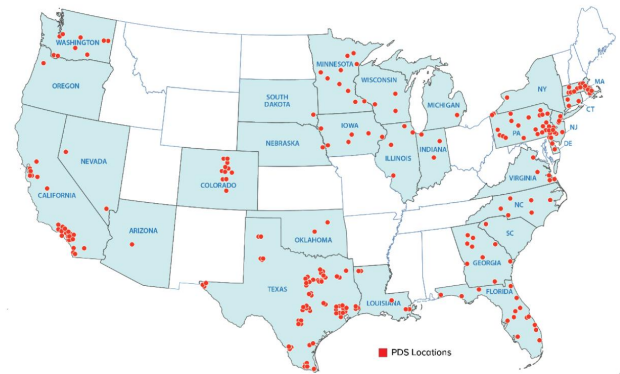 WASHINGTON
MINNESOTA
OREGON
WISCONSIN
SOUTH
DAKOTA
MICHIGAN
NY
MA
CT
IOWA
PA
NJ
NEBRASKA
NEVADA
ILLINOIS
INDIANA
DE
COLORADO
CALIFORNIA
VIRGINIA
NC
ARIZONA
OKLAHOMA
SC
GEORGIA
TEXAS
LOUISIANA
FLORIDA
PDS Locations